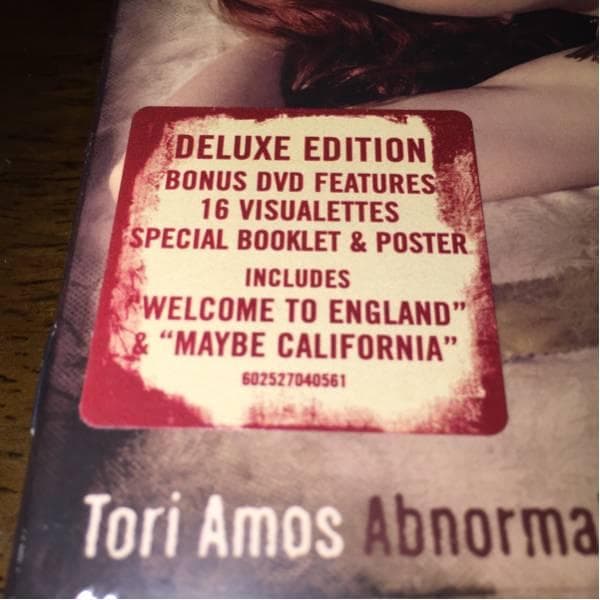 DELUXE EDITION
BONUS DVD FEATURES
16 VISUALETTES
SPECIAL BOOKLET & POSTER
INCLUDES
"WELCOME TO ENGLAND"
& "MAYBE CALIFORNIA"
602527040561
Tori Amos Abnorma